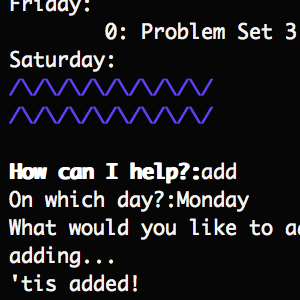 Friday:
0: Problem Set 3
Saturday:
/\/\/\/\/\/\/\/\/
/\/\/\/\/\/\/\/\/
How can I help?:add
On which day?:Monday
What would you like to
adding...
'tis added!